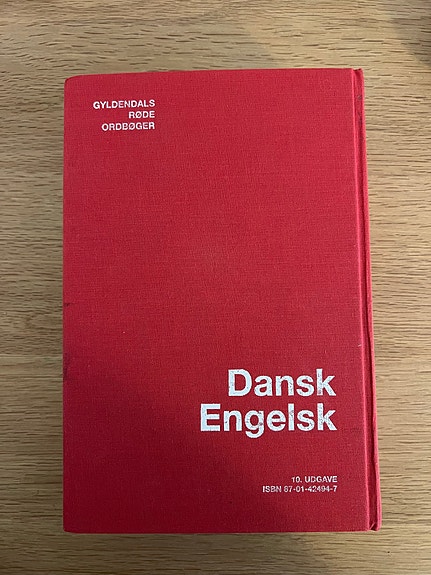 GYLDENDALS
RØDE
ORDBØGER
Dansk
Engelsk
10. UDGAVE
ISBN 87-01-42494-7